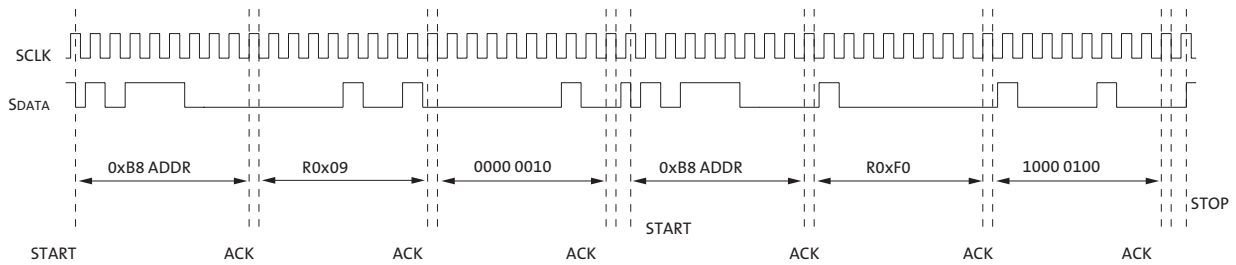 SCLK
SDATA
0xB8 ADDR
R0x09
0000 0010
0xB8 ADDR
R0xF0
1000 0100
STOP
START
START
ACK
ACK
ACK
ACK
ACK
ACK